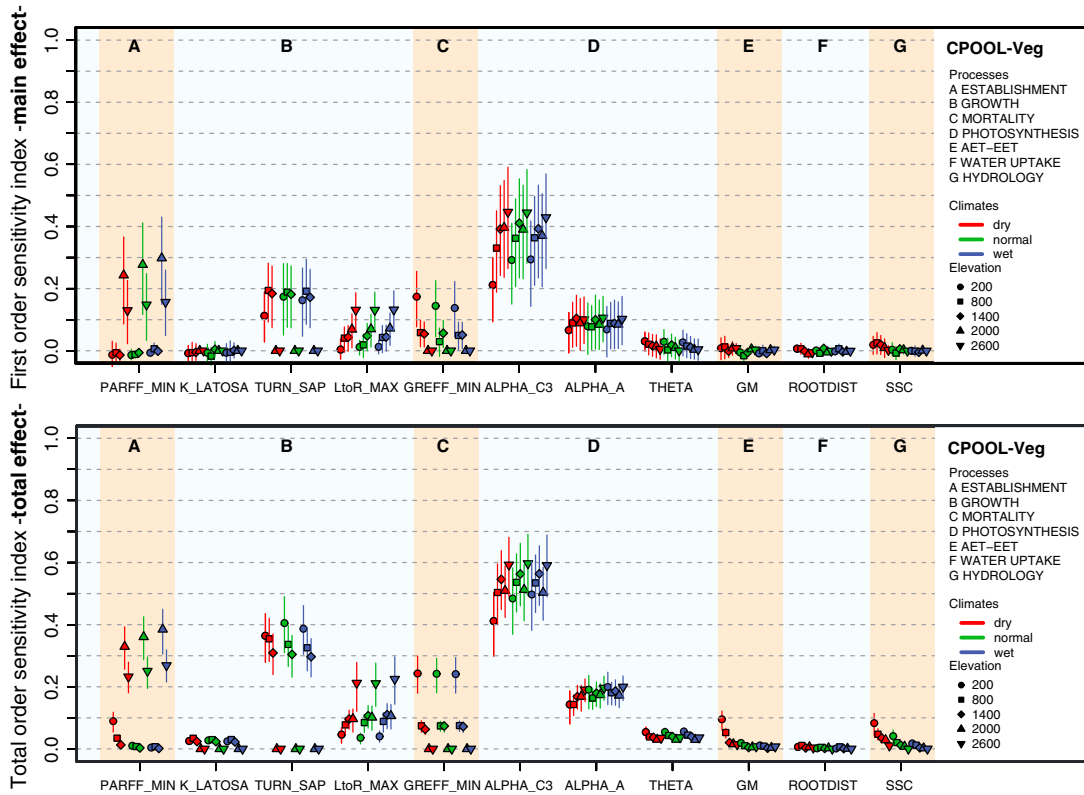 First order sensitivity index -main effect-
1.0
0.8
0.6
0.4
0.2
0.0
A B C D E F G
PARFF_MIN K_LATOSA TURN_SAP LtoR_MAX GREFF_MIN ALPHA_C3 ALPHA_A THETA GM ROOTDIST SSC
CPOOL-Veg
Processes
A ESTABLISHMENT
B GROWTH
C MORTALITY
D PHOTOSYNTHESIS
E AET−EET
F WATER UPTAKE
G HYDROLOGY
Climates
dry
normal
wet
Elevation
200
800
1400
2000
2600
Total order sensitivity index -total effect-
1.0
0.8
0.6
0.4
0.2
0.0
A B C D E F G
PARFF_MIN K_LATOSA TURN_SAP LtoR_MAX GREFF_MIN ALPHA_C3 ALPHA_A THETA GM ROOTDIST SSC
CPOOL-Veg
Processes
A ESTABLISHMENT
B GROWTH
C MORTALITY
D PHOTOSYNTHESIS
E AET−EET
F WATER UPTAKE
G HYDROLOGY
Climates
dry
normal
wet
Elevation
200
800
1400
2000
2600